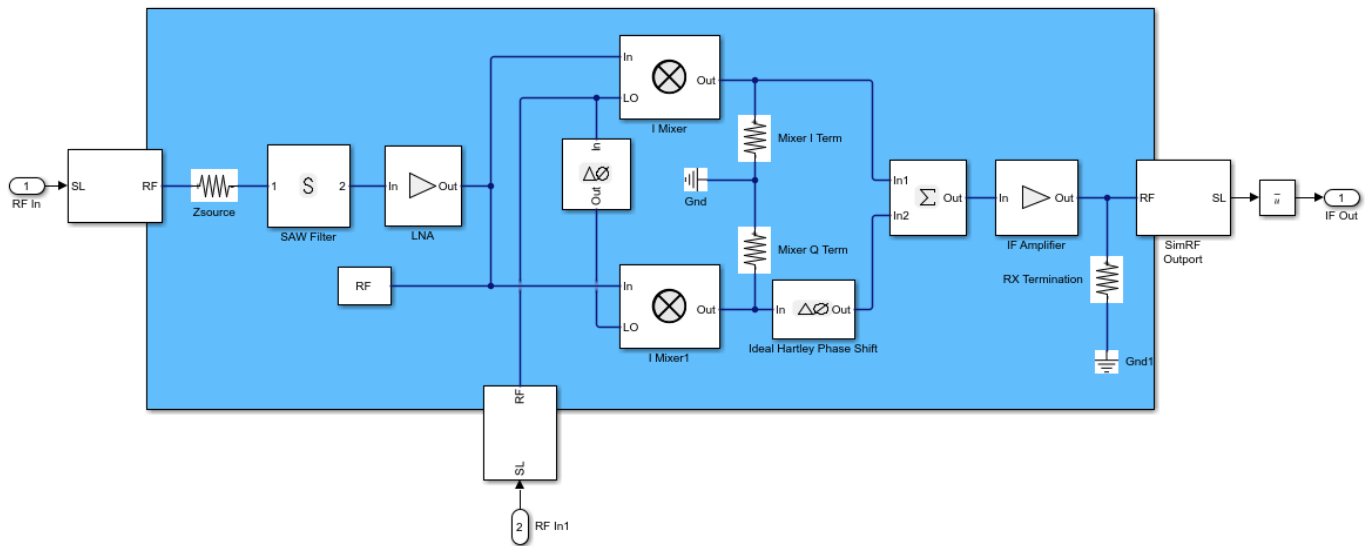 In
Out
LO
I Mixer
In
ΔØ
Out
Mixer I Term
1
SL
RF
RF In
Zsource
1
S
2
SAW Filter
In
Out
LNA
Gnd
In1
In2
Σ
Out
In
Out
IF Amplifier
RF
SL
SimRF
Outport
u
1
IF Out
Mixer Q Term
RX Termination
Gnd1
RF
In
LO
Out
I Mixer1
In
ΔØ
Out
Ideal Hartley Phase Shift
RF
SL
2
RF In1